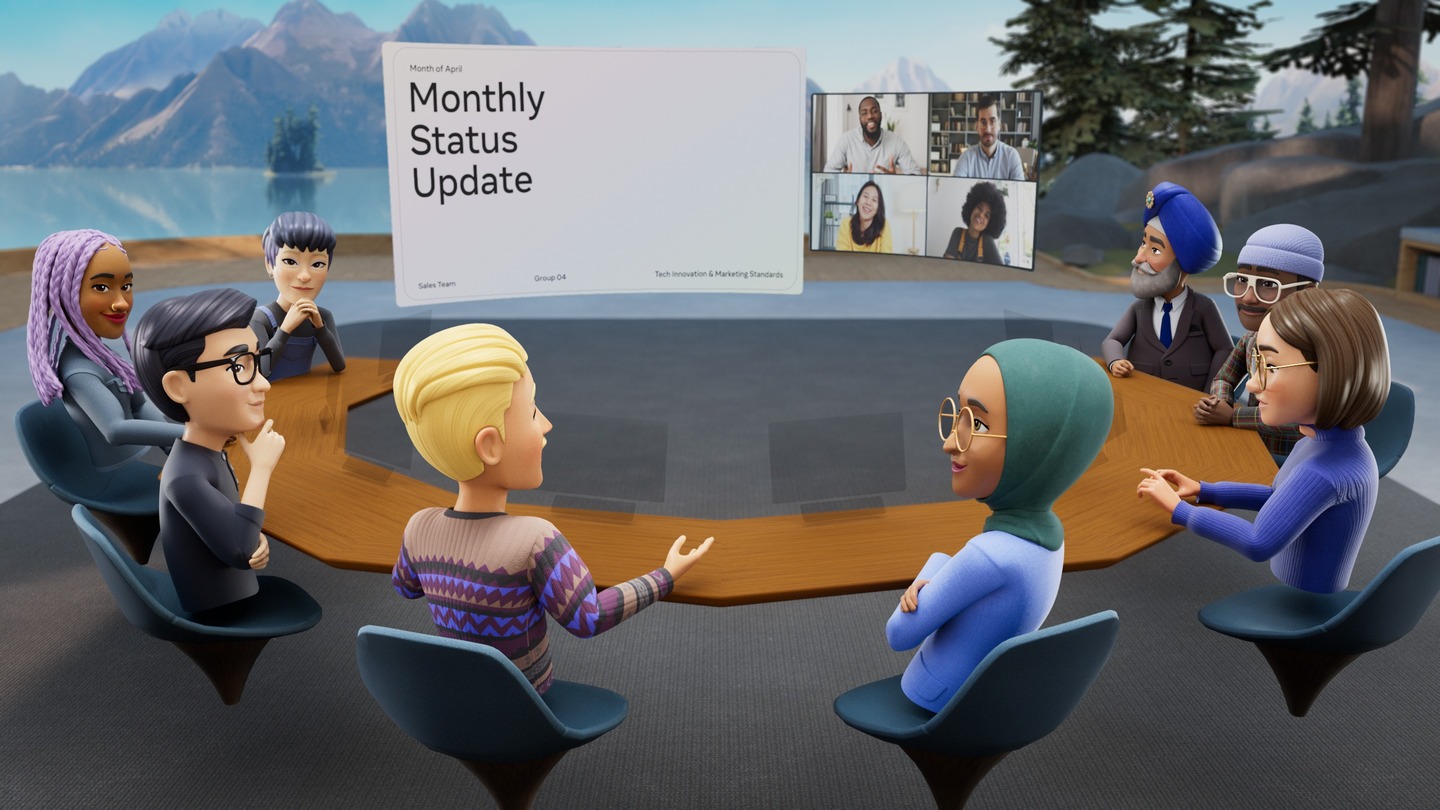 Month of April
Monthly
Status
Update
Sales Team
Group 04
Tech Innovation & Marketing Standards